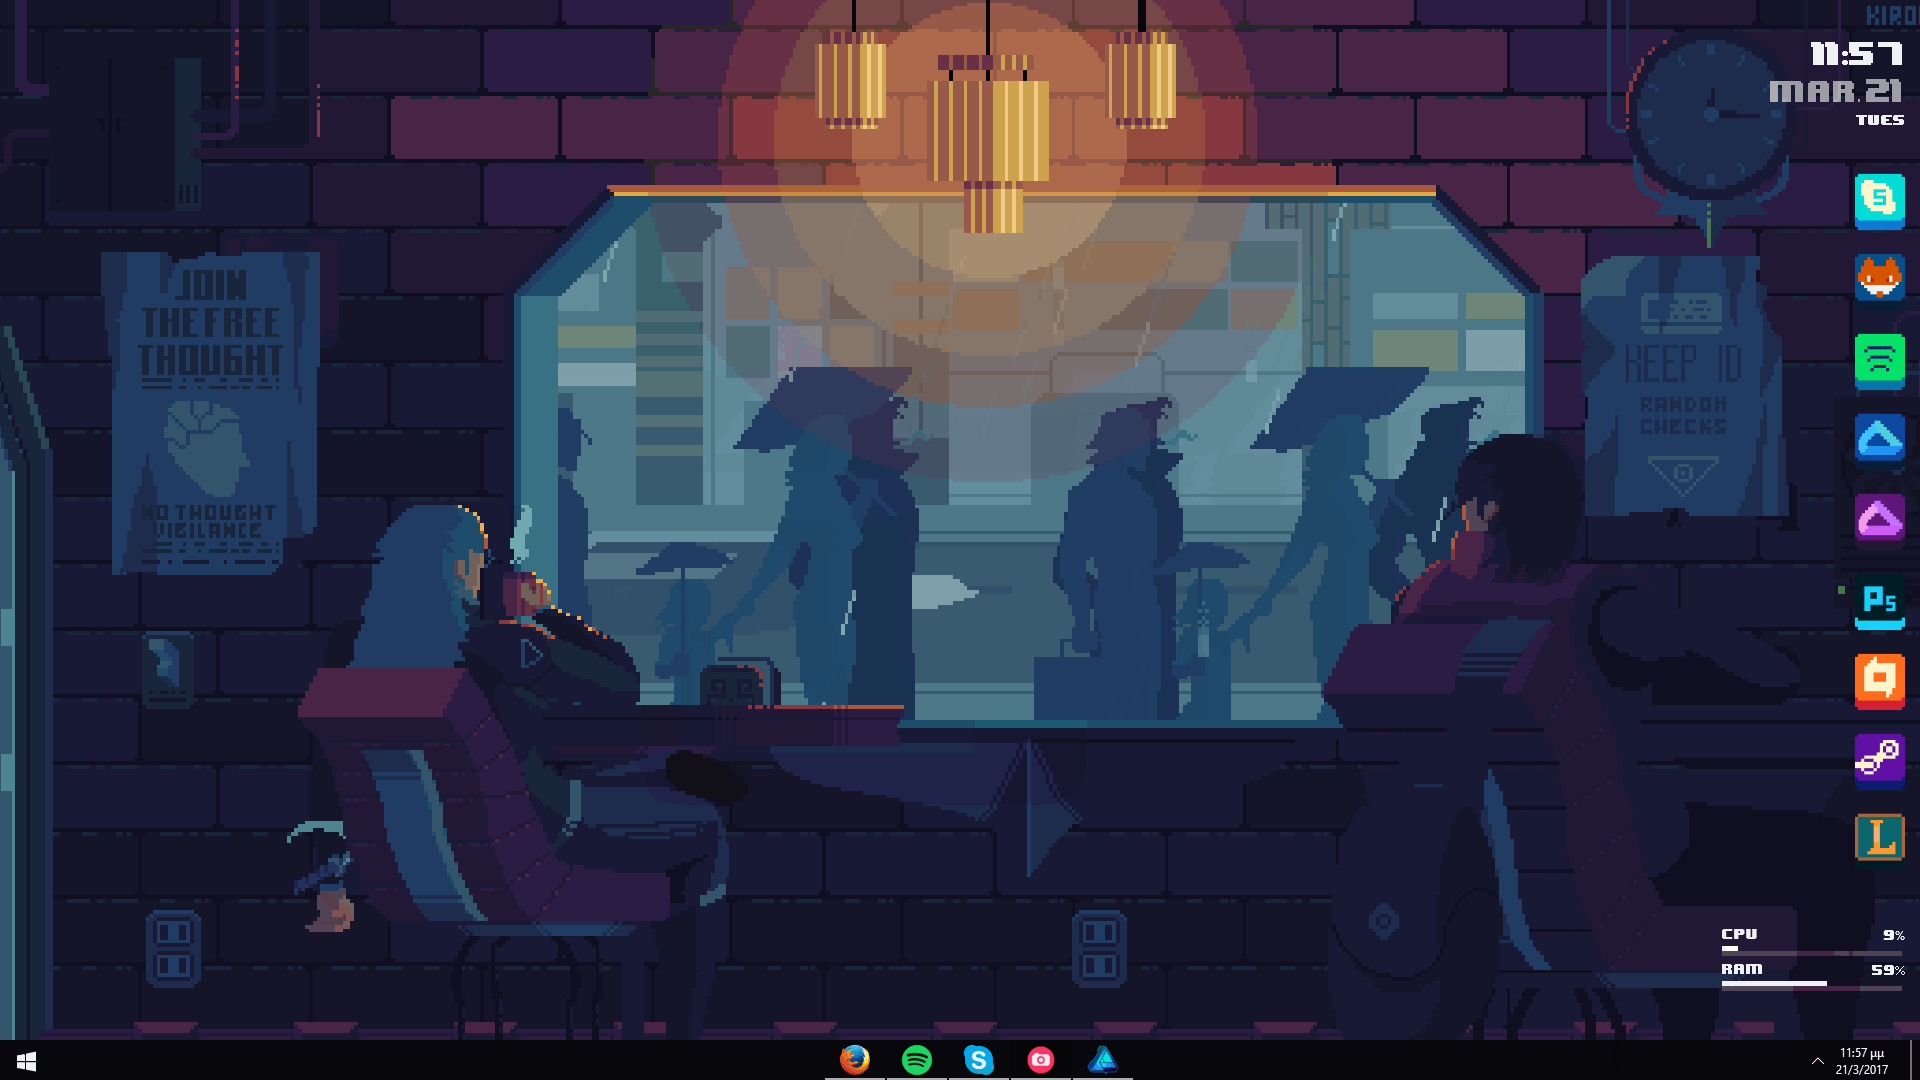 KIRO
11:57
MAR.21
TUES
JOIN
THE FREE
THOUGHT
NO THOUGHT
VIGILANCE
KEEP ID
RANDOM
CHECKS
S
Ps
L
CPU 9%
RAM 59%
S
11:57 μμ
21/3/2017